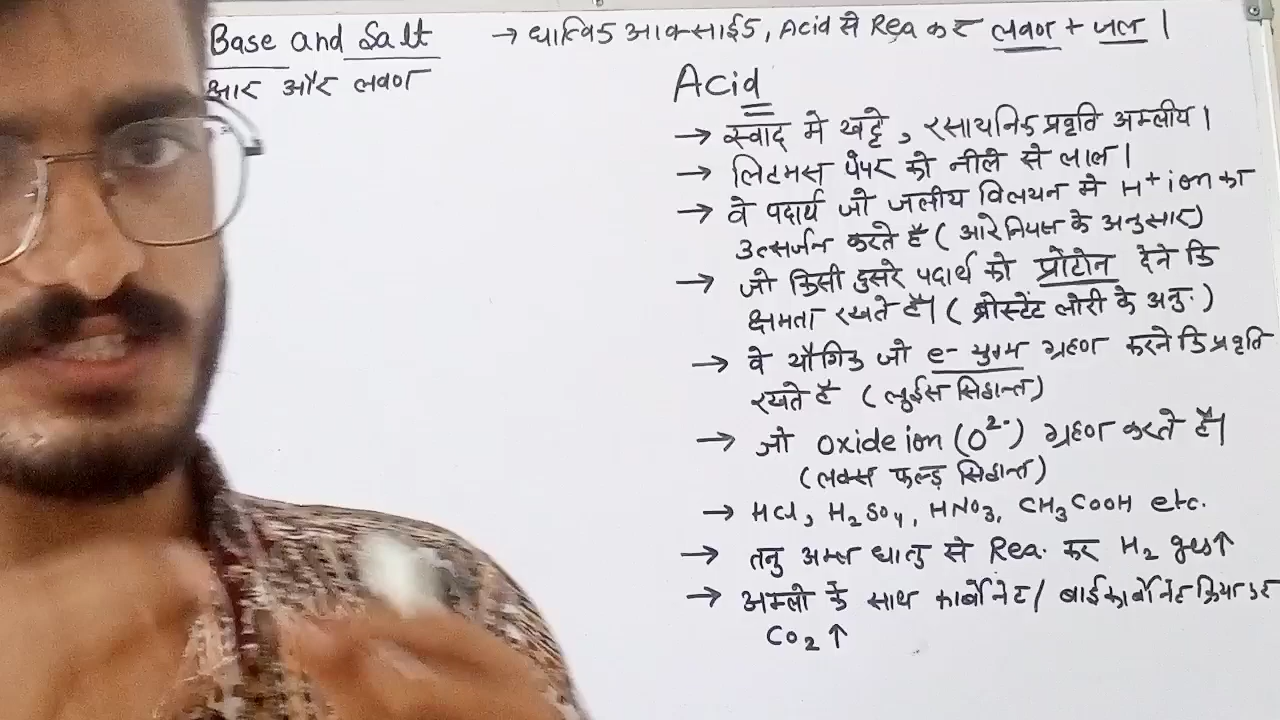 Base and Salt
क्षार और लवण
→ धात्विक आक्साईड, Acid से Rea कर लवण + जल ।
Acid
→ स्वाद मे खट्टे, रसायनिक प्रवृति अम्लीय ।
→ लिटमस पेपर को नीले से लाल ।
→ वे पदार्थ जो जलीय विलयन मे H+ ion का
उत्सर्जन करते है ( आरेनियस के अनुसार)
→ जो किसी दुसरे पदार्थ को प्रोटोन देने कि
क्षमता रखते है। ( ब्रोस्टेंट लोरी के अनु.)
→ वे यौगिक जो e- युग्म ग्रहण करने कि प्रवृति
रखते है ( लुईस सिद्वान्त)
→ जो oxide ion (O²⁻) ग्रहण करते है।
(लक्स फ्लड सिद्वान्त)
→ HCl, H₂SO₄, HNO₃, CH₃COOH etc.
→ तनु अम्ल धातु से Rea. कर H₂ ges↑
→ अम्लो के साथ कार्बोनेट/ बाईकार्बोनेट क्रिया कर
CO₂ ↑